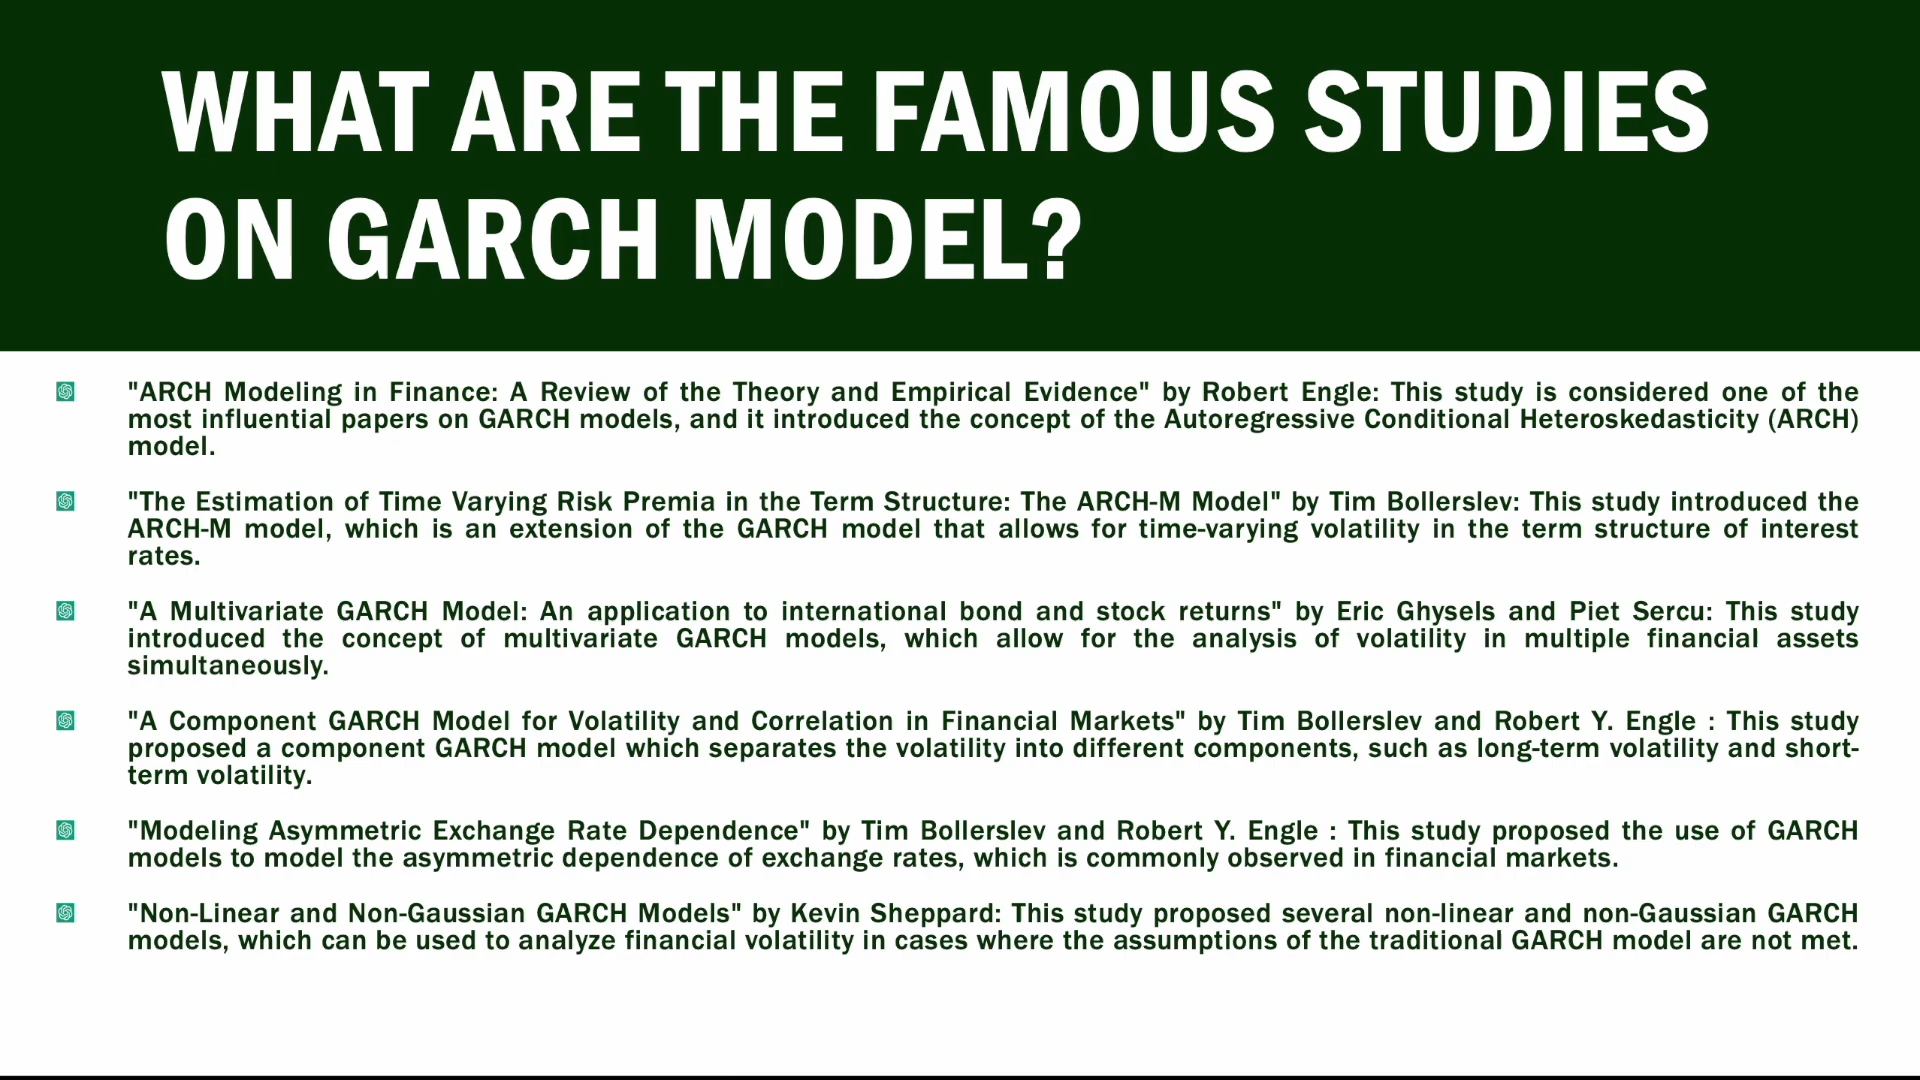 WHAT ARE THE FAMOUS STUDIES
ON GARCH MODEL?
"ARCH Modeling in Finance: A Review of the Theory and Empirical Evidence" by Robert Engle: This study is considered one of the
most influential papers on GARCH models, and it introduced the concept of the Autoregressive Conditional Heteroskedasticity (ARCH)
model.
"The Estimation of Time Varying Risk Premia in the Term Structure: The ARCH-M Model" by Tim Bollerslev: This study introduced the
ARCH-M model, which is an extension of the GARCH model that allows for time-varying volatility in the term structure of interest
rates.
"A Multivariate GARCH Model: An application to international bond and stock returns" by Eric Ghysels and Piet Sercu: This study
introduced the concept of multivariate GARCH models, which allow for the analysis of volatility in multiple financial assets
simultaneously.
"A Component GARCH Model for Volatility and Correlation in Financial Markets" by Tim Bollerslev and Robert Y. Engle : This study
proposed a component GARCH model which separates the volatility into different components, such as long-term volatility and short-
term volatility.
"Modeling Asymmetric Exchange Rate Dependence" by Tim Bollerslev and Robert Y. Engle : This study proposed the use of GARCH
models to model the asymmetric dependence of exchange rates, which is commonly observed in financial markets.
"Non-Linear and Non-Gaussian GARCH Models" by Kevin Sheppard: This study proposed several non-linear and non-Gaussian GARCH
models, which can be used to analyze financial volatility in cases where the assumptions of the traditional GARCH model are not met.